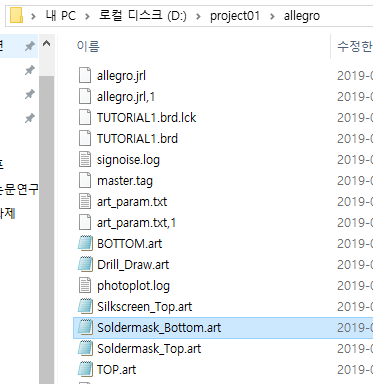 내 PC > 로컬 디스크 (D:) > project01 > allegro
이름 수정한
allegro.jrl 2019-0
allegro.jrl,1 2019-0
TUTORIAL1.brd.lck 2019-0
TUTORIAL1.brd 2019-0
signoise.log 2019-0
master.tag 2019-0
art_param.txt 2019-0
art_param.txt,1 2019-0
BOTTOM.art 2019-0
Drill_Draw.art 2019-0
photoplot.log 2019-0
Silkscreen_Top.art 2019-0
Soldermask_Bottom.art 2019-0
Soldermask_Top.art 2019-0
TOP.art 2019-0
논문연구